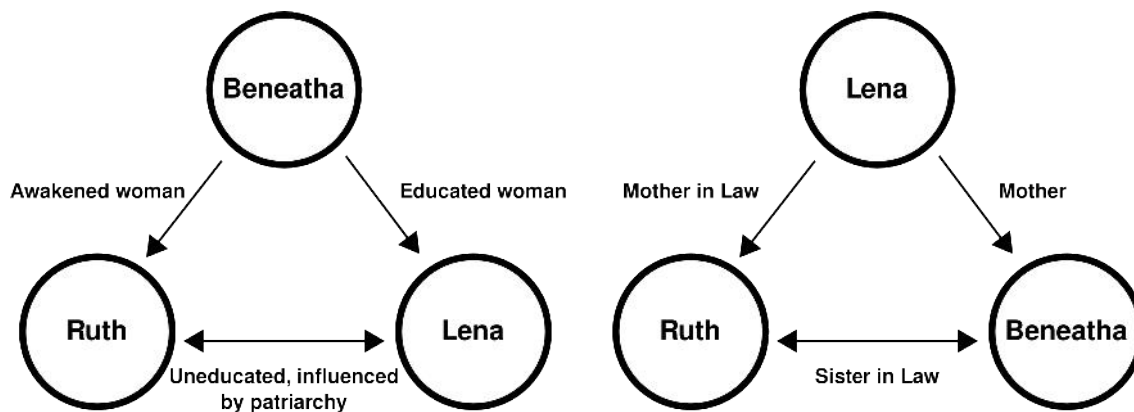 Beneatha
Lena
Awakened woman
Educated woman
Mother in Law
Mother
Ruth
Lena
Ruth
Beneatha
Uneducated, influenced
by patriarchy
Sister in Law